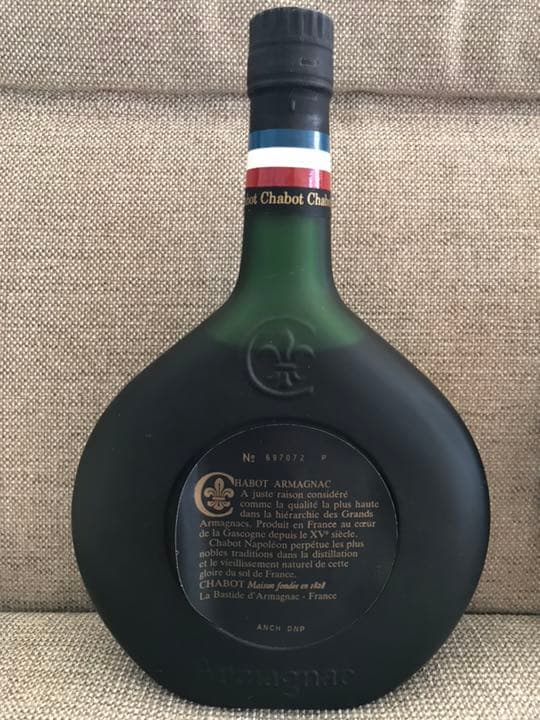 bot Chabot Chab
C
Nº 697072 P
CHABOT ARMAGNAC
A juste raison considéré
comme la qualité la plus haute
dans la hiérarchie des Grands
Armagnacs. Produit en France au cœur
de la Gascogne depuis le XVᵉ siècle.
Chabot Napoléon perpétue les plus
nobles traditions dans la distillation
et le vieillissement naturel de cette
gloire du sol de France.
CHABOT Maison fondée en 1828
La Bastide d'Armagnac - France
ANCH DNP
Armagnac